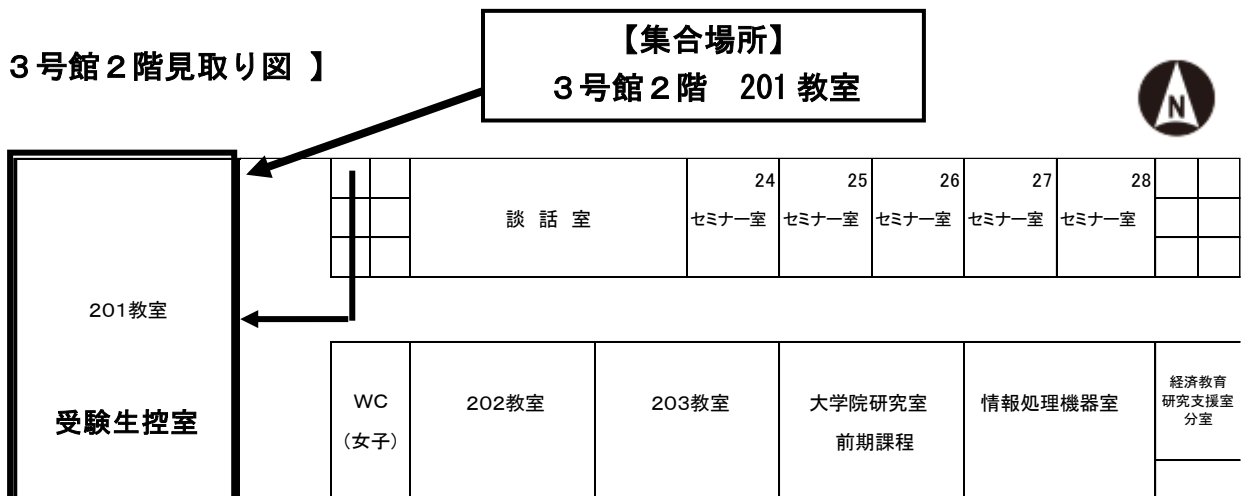 ３号館２階見取り図 】
【集合場所】
３号館２階　201 教室
N
24
セミナー室
25
セミナー室
26
セミナー室
27
セミナー室
28
セミナー室
談 話 室
201教室
受験生控室
WC
(女子)
202教室
203教室
大学院研究室
前期課程
情報処理機器室
経済教育
研究支援室
分室